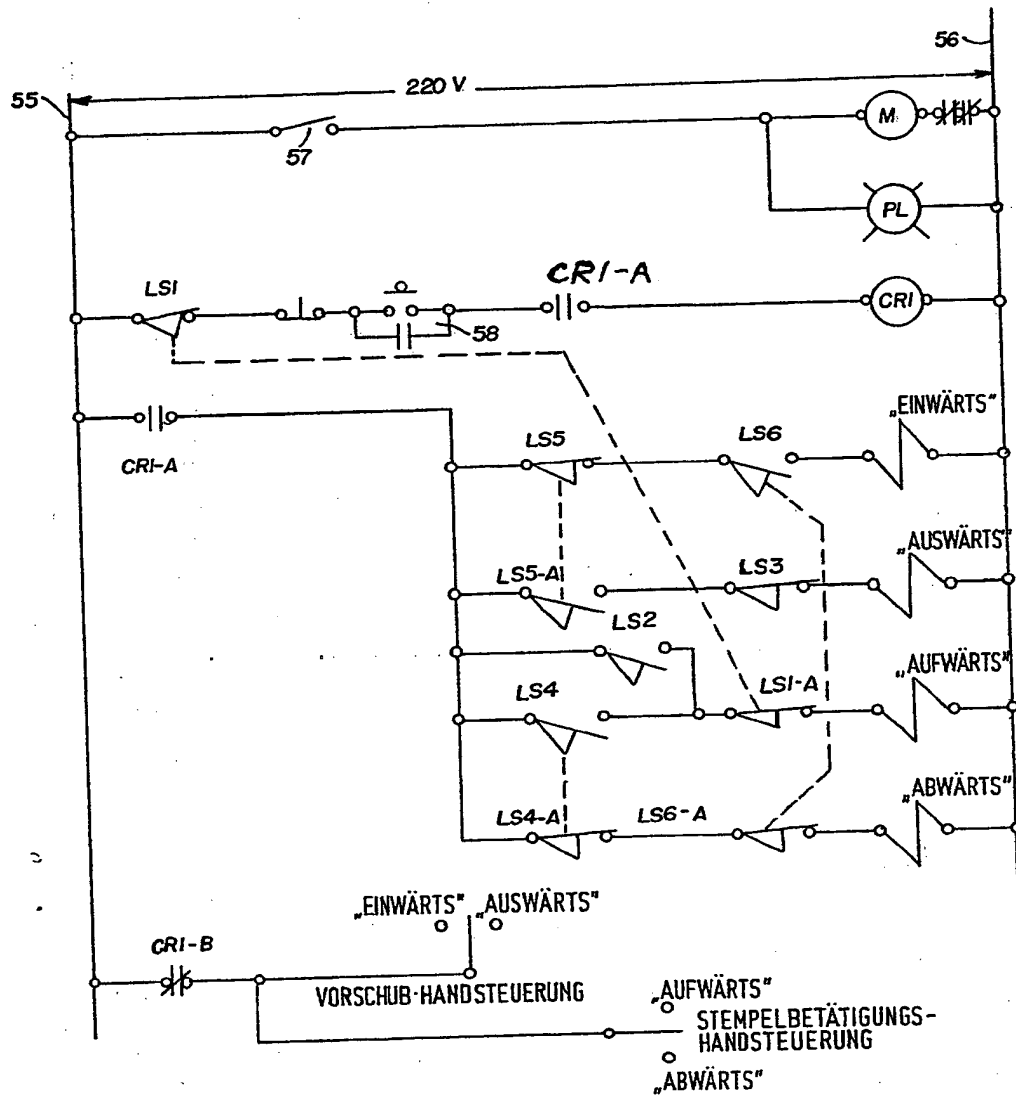 56
220 V.
55
57
M
PL
LS1
CR1-A
CR1
58
CR1-A
LS5
LS6
„EINWÄRTS"
LS5-A
LS3
„AUSWÄRTS"
LS2
LS4
LS1-A
„AUFWÄRTS"
LS4-A
LS6-A
„ABWÄRTS"
„EINWÄRTS" „AUSWÄRTS"
CR1-B
VORSCHUB-HANDSTEUERUNG
„AUFWÄRTS"
STEMPELBETÄTIGUNGS-
HANDSTEUERUNG
„ABWÄRTS"